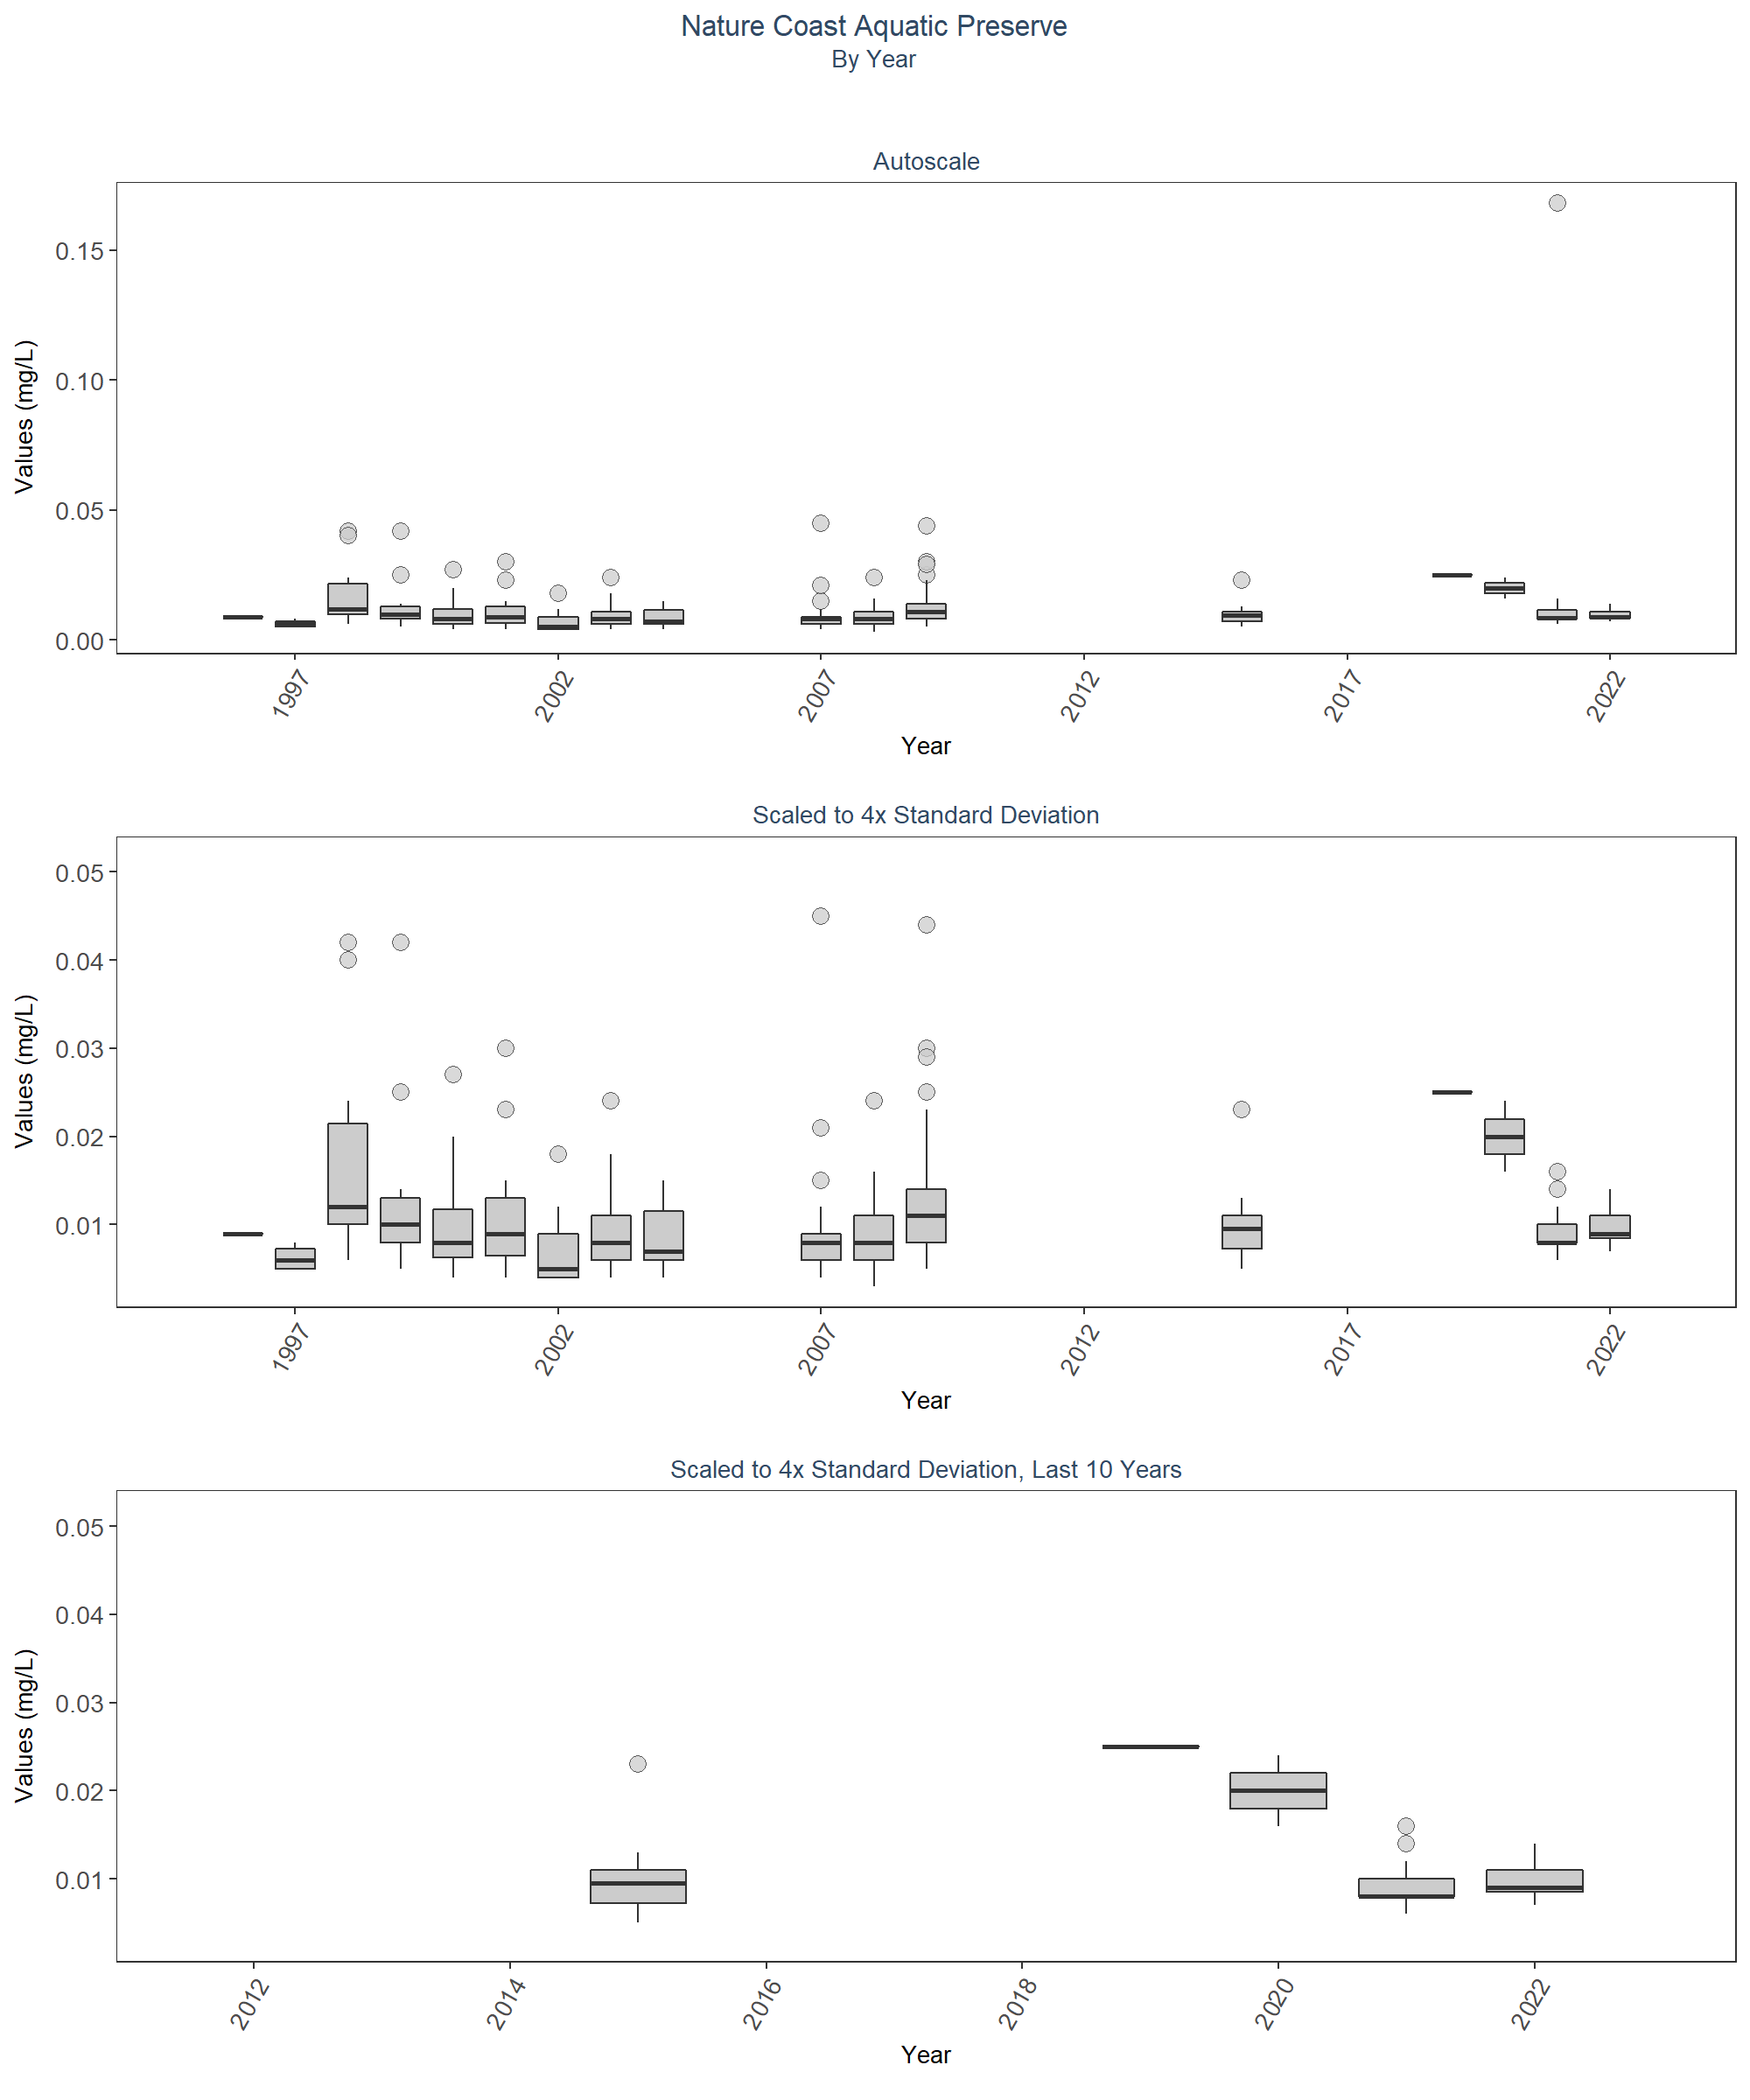 Nature Coast Aquatic Preserve
By Year
Autoscale
Values (mg/L)
0.15
0.10
0.05
0.00
1997
2002
2007
2012
2017
2022
Year
Scaled to 4x Standard Deviation
Values (mg/L)
0.05
0.04
0.03
0.02
0.01
1997
2002
2007
2012
2017
2022
Year
Scaled to 4x Standard Deviation, Last 10 Years
Values (mg/L)
0.05
0.04
0.03
0.02
0.01
2012
2014
2016
2018
2020
2022
Year